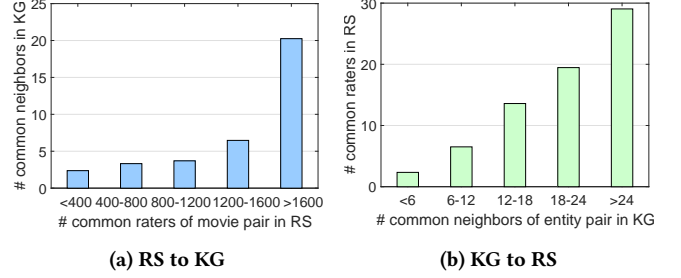 # common neighbors in KG
25
20
15
10
5
0
<400 400-800 800-1200 1200-1600 >1600
# common raters of movie pair in RS
(a) RS to KG
# common raters in RS
30
20
10
0
<6 6-12 12-18 18-24 >24
# common neighbors of entity pair in KG
(b) KG to RS